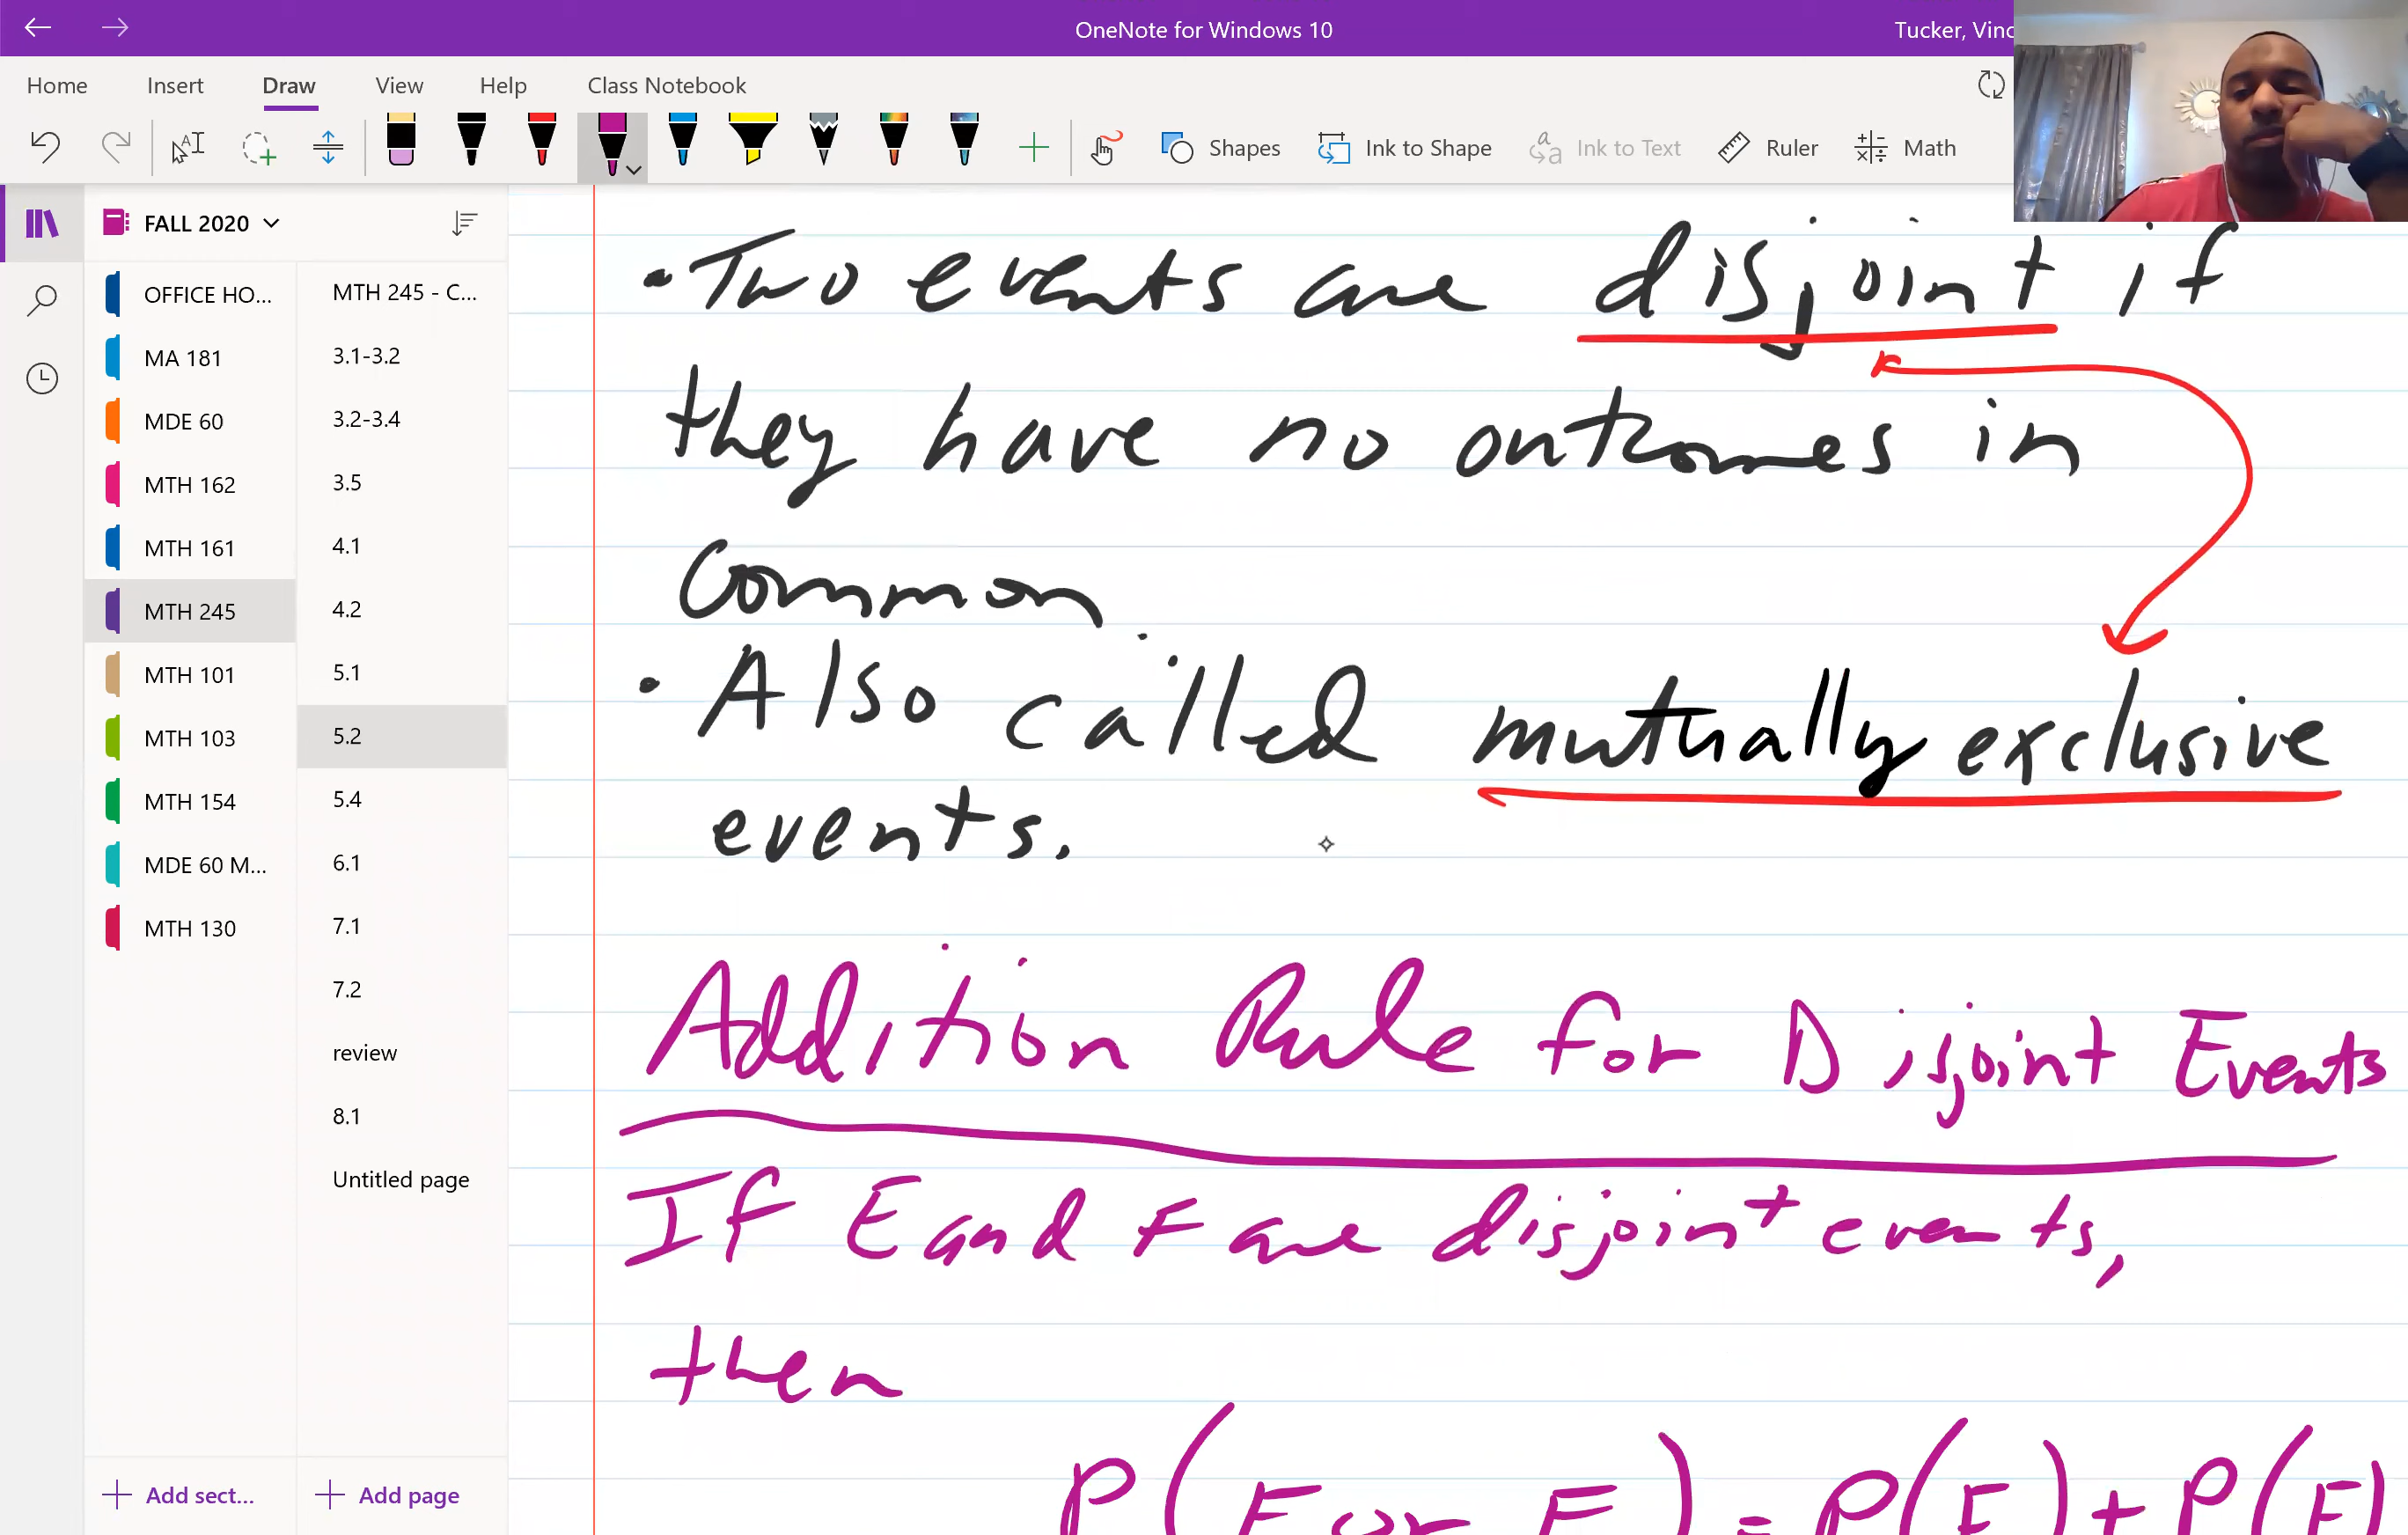 OneNote for Windows 10
Tucker, Vinc
Home Insert Draw View Help Class Notebook
Shapes Ink to Shape Ink to Text Ruler Math
FALL 2020
OFFICE HO...
MA 181
MDE 60
MTH 162
MTH 161
MTH 245
MTH 101
MTH 103
MTH 154
MDE 60 M...
MTH 130
Add sect...
MTH 245 - C...
3.1-3.2
3.2-3.4
3.5
4.1
4.2
5.1
5.2
5.4
6.1
7.1
7.2
review
8.1
Untitled page
Add page
• Two events are disjoint if
they have no outcomes in
common.
• Also called mutually exclusive
events.
Addition Rule for Disjoint Events
If E and F are disjoint events,
then
P(E or F) = P(E) + P(F)